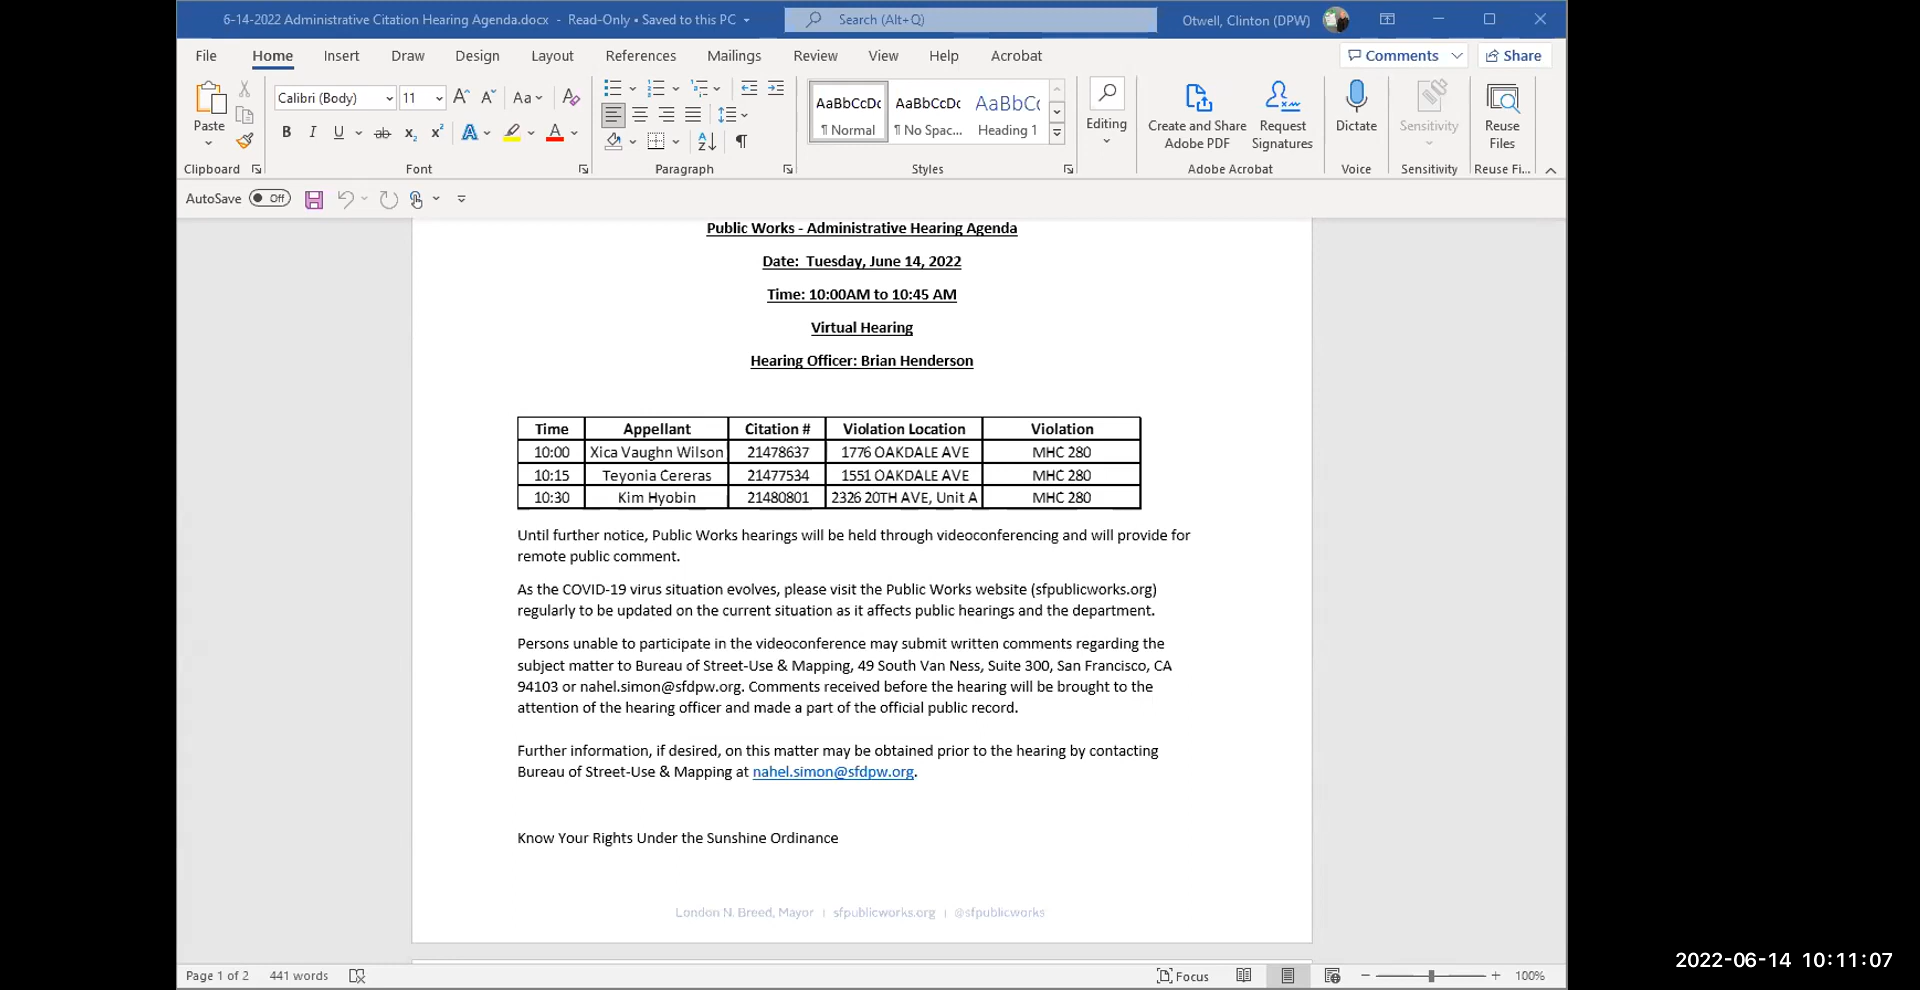 6-14-2022 Administrative Citation Hearing Agenda.docx - Read-Only • Saved to this PC
Search (Alt+Q)
Otwell, Clinton (DPW)
File Home Insert Draw Design Layout References Mailings Review View Help Acrobat
Comments Share
Calibri (Body) 11 Aa
AaBbCcDc AaBbCcDc AaBbC
¶ Normal ¶ No Spac... Heading 1
Paste
Editing
Create and Share Adobe PDF
Request Signatures
Dictate
Sensitivity
Reuse Files
Clipboard Font Paragraph Styles Adobe Acrobat Voice Sensitivity Reuse Fi...
AutoSave Off
Public Works - Administrative Hearing Agenda
Date: Tuesday, June 14, 2022
Time: 10:00AM to 10:45 AM
Virtual Hearing
Hearing Officer: Brian Henderson
Time Appellant Citation # Violation Location Violation
10:00 Xica Vaughn Wilson 21478637 1776 OAKDALE AVE MHC 280
10:15 Teyonia Cereras 21477534 1551 OAKDALE AVE MHC 280
10:30 Kim Hyobin 21480801 2326 20TH AVE, Unit A MHC 280
Until further notice, Public Works hearings will be held through videoconferencing and will provide for
remote public comment.
As the COVID-19 virus situation evolves, please visit the Public Works website (sfpublicworks.org)
regularly to be updated on the current situation as it affects public hearings and the department.
Persons unable to participate in the videoconference may submit written comments regarding the
subject matter to Bureau of Street-Use & Mapping, 49 South Van Ness, Suite 300, San Francisco, CA
94103 or nahel.simon@sfdpw.org. Comments received before the hearing will be brought to the
attention of the hearing officer and made a part of the official public record.
Further information, if desired, on this matter may be obtained prior to the hearing by contacting
Bureau of Street-Use & Mapping at nahel.simon@sfdpw.org.
Know Your Rights Under the Sunshine Ordinance
London N. Breed, Mayor | sfpublicworks.org | @sfpublicworks
Page 1 of 2 441 words
Focus
100%
2022-06-14 10:11:07